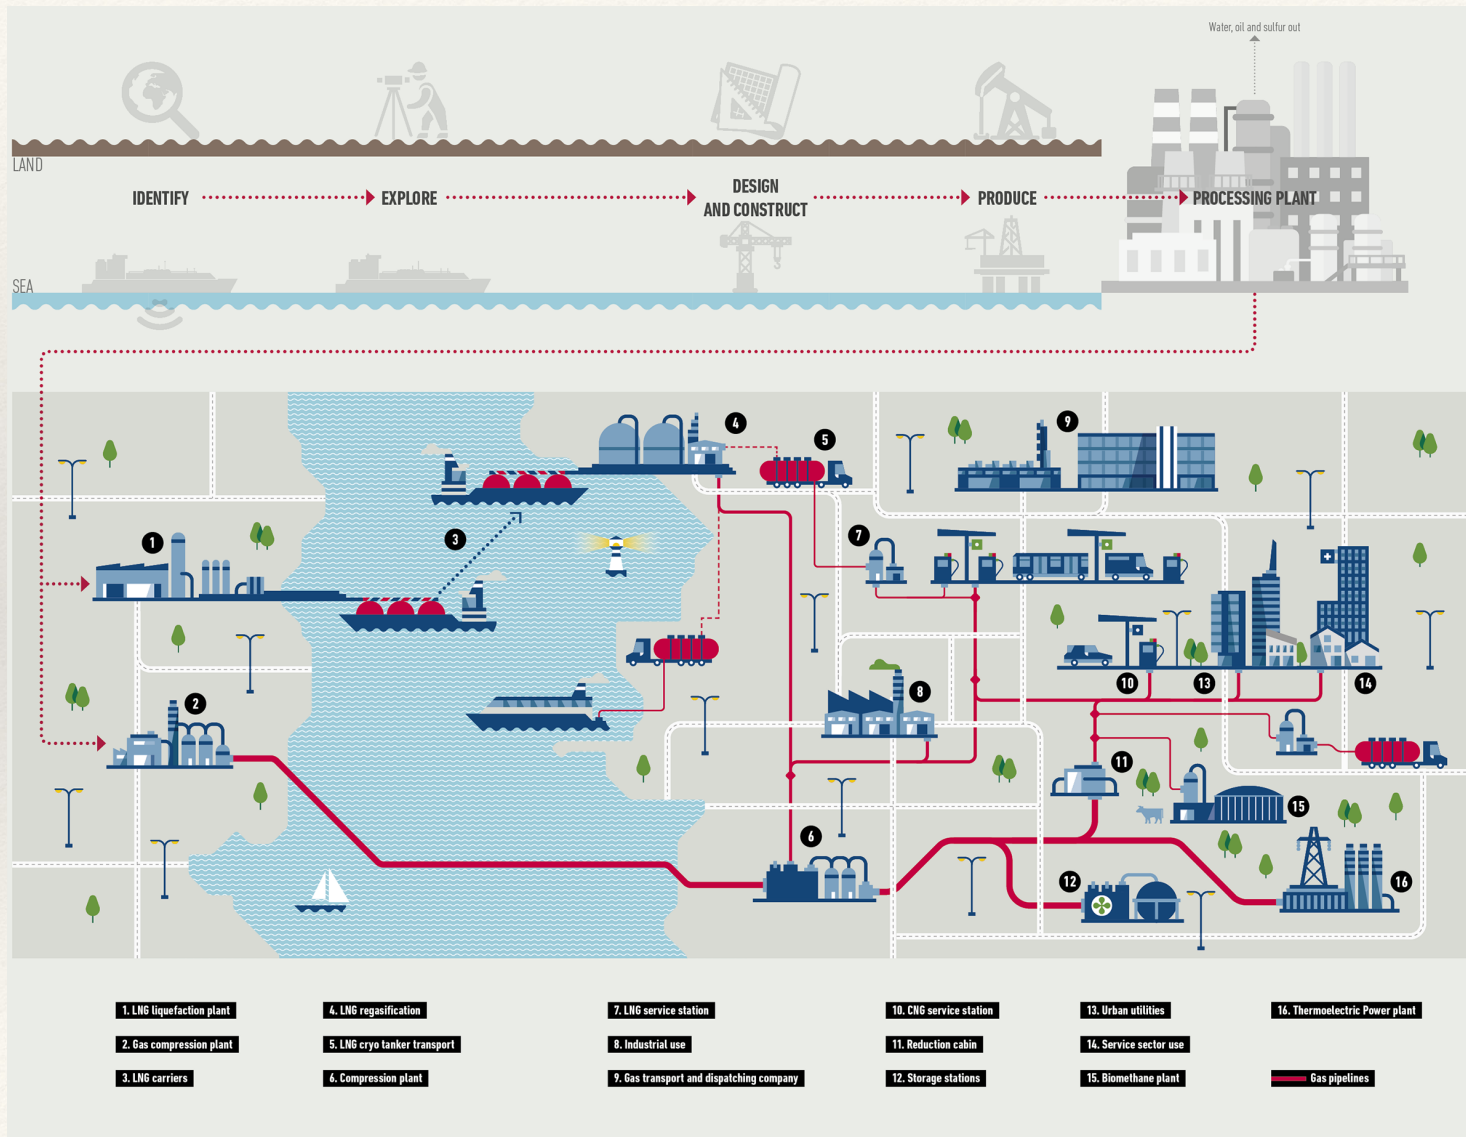 Water, oil and sulfur out
LAND
IDENTIFY
EXPLORE
DESIGN
AND CONSTRUCT
PRODUCE
PROCESSING PLANT
SEA
4
5
9
1
3
7
2
8
10
13
14
11
15
6
12
16
1. LNG liquefaction plant
2. Gas compression plant
3. LNG carriers
4. LNG regasification
5. LNG cryo tanker transport
6. Compression plant
7. LNG service station
8. Industrial use
9. Gas transport and dispatching company
10. CNG service station
11. Reduction cabin
12. Storage stations
13. Urban utilities
14. Service sector use
15. Biomethane plant
16. Thermoelectric Power plant
Gas pipelines